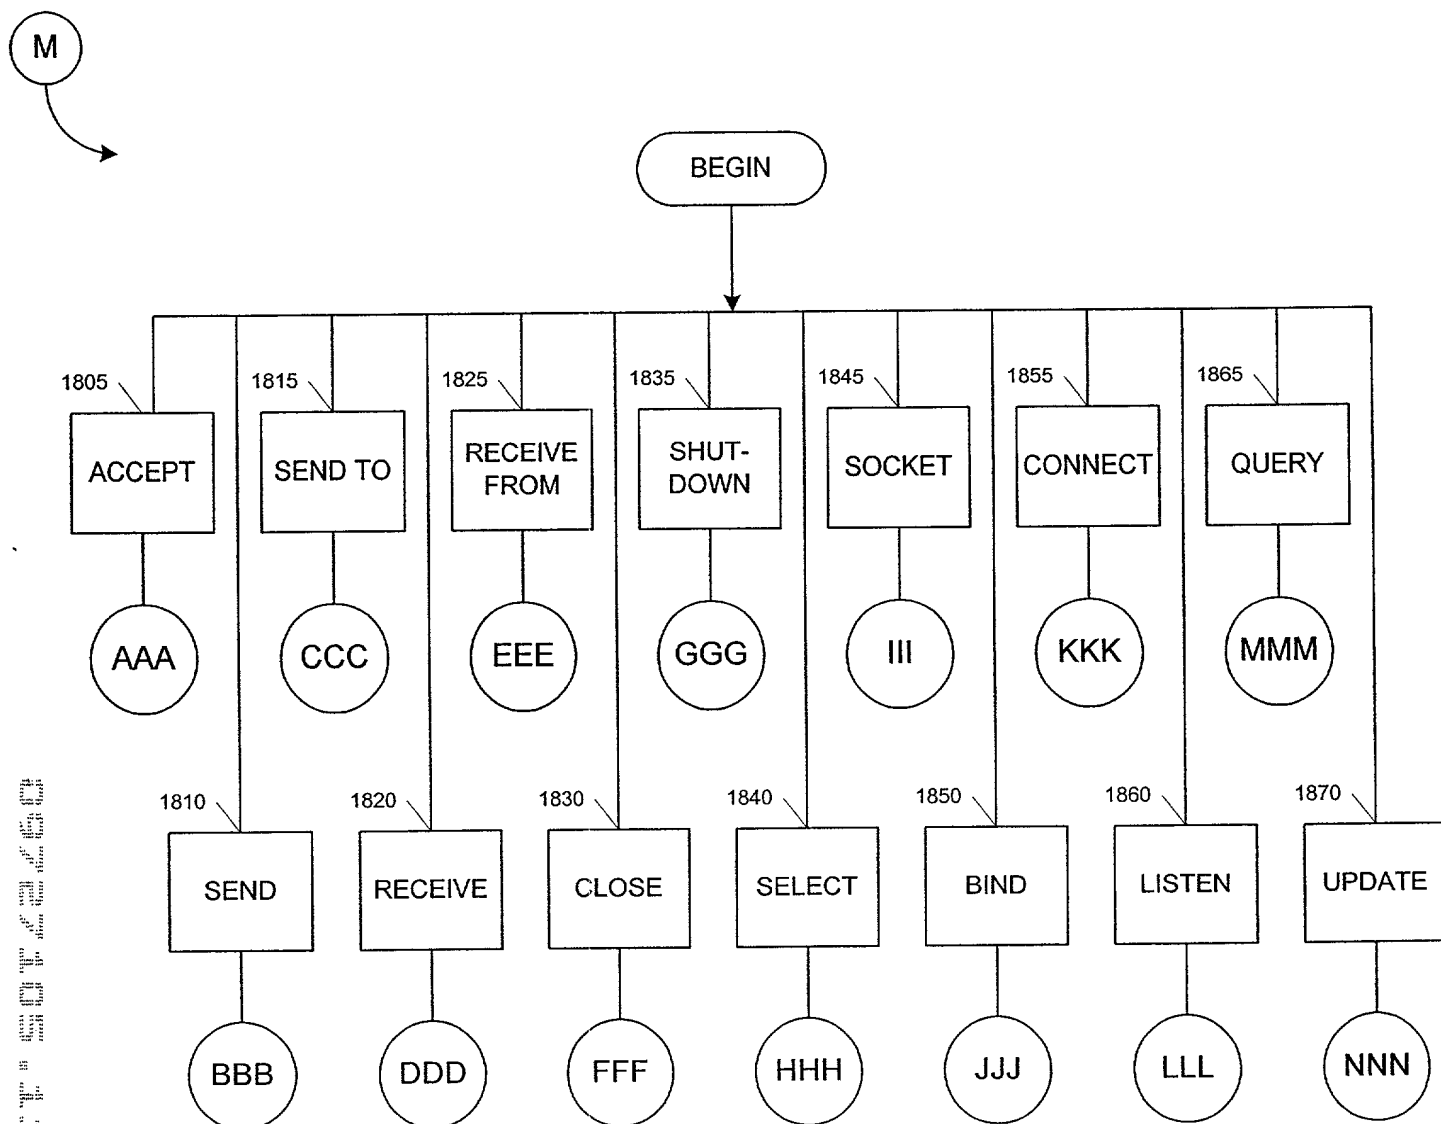 M
BEGIN
1805
1815
1825
1835
1845
1855
1865
ACCEPT
SEND TO
RECEIVE
FROM
SHUT-
DOWN
SOCKET
CONNECT
QUERY
AAA
CCC
EEE
GGG
III
KKK
MMM
1810
1820
1830
1840
1850
1860
1870
SEND
RECEIVE
CLOSE
SELECT
BIND
LISTEN
UPDATE
BBB
DDD
FFF
HHH
JJJ
LLL
NNN